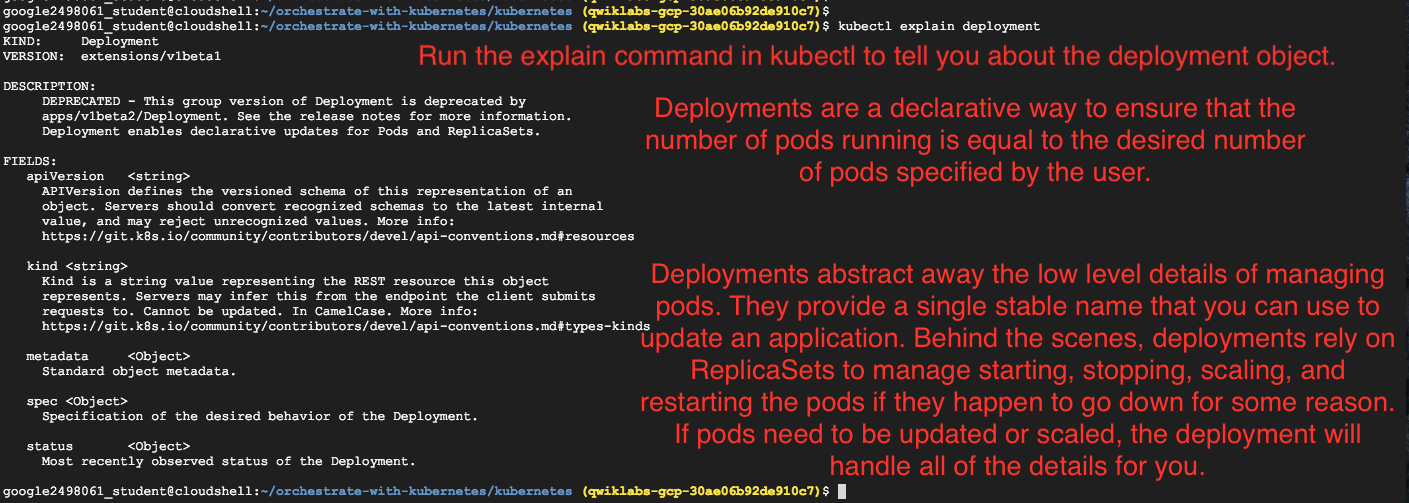 google2498061_student@cloudshell:~/orchestrate-with-kubernetes/kubernetes (qwiklabs-gcp-30ae06b92de910c7)$
google2498061_student@cloudshell:~/orchestrate-with-kubernetes/kubernetes (qwiklabs-gcp-30ae06b92de910c7)$ kubectl explain deployment
KIND:     Deployment
VERSION:  extensions/v1beta1
Run the explain command in kubectl to tell you about the deployment object.
DESCRIPTION:
DEPRECATED - This group version of Deployment is deprecated by
apps/v1beta2/Deployment. See the release notes for more information.
Deployment enables declarative updates for Pods and ReplicaSets.
Deployments are a declarative way to ensure that the
number of pods running is equal to the desired number
of pods specified by the user.
FIELDS:
apiVersion   <string>
APIVersion defines the versioned schema of this representation of an
object. Servers should convert recognized schemas to the latest internal
value, and may reject unrecognized values. More info:
https://git.k8s.io/community/contributors/devel/api-conventions.md#resources
kind <string>
Kind is a string value representing the REST resource this object
represents. Servers may infer this from the endpoint the client submits
requests to. Cannot be updated. In CamelCase. More info:
https://git.k8s.io/community/contributors/devel/api-conventions.md#types-kinds
metadata     <Object>
Standard object metadata.
spec <Object>
Specification of the desired behavior of the Deployment.
status       <Object>
Most recently observed status of the Deployment.
Deployments abstract away the low level details of managing
pods. They provide a single stable name that you can use to
update an application. Behind the scenes, deployments rely on
ReplicaSets to manage starting, stopping, scaling, and
restarting the pods if they happen to go down for some reason.
If pods need to be updated or scaled, the deployment will
handle all of the details for you.
google2498061_student@cloudshell:~/orchestrate-with-kubernetes/kubernetes (qwiklabs-gcp-30ae06b92de910c7)$